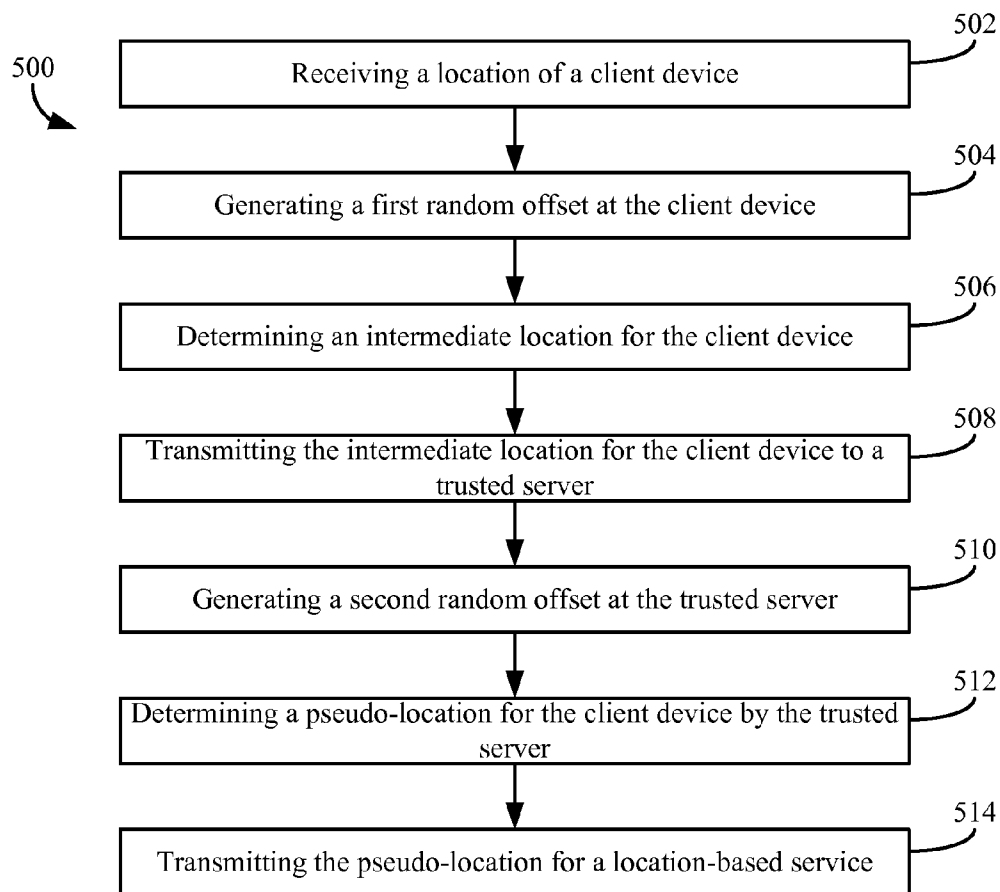 500
502
Receiving a location of a client device
504
Generating a first random offset at the client device
506
Determining an intermediate location for the client device
508
Transmitting the intermediate location for the client device to a
trusted server
510
Generating a second random offset at the trusted server
512
Determining a pseudo-location for the client device by the trusted
server
514
Transmitting the pseudo-location for a location-based service